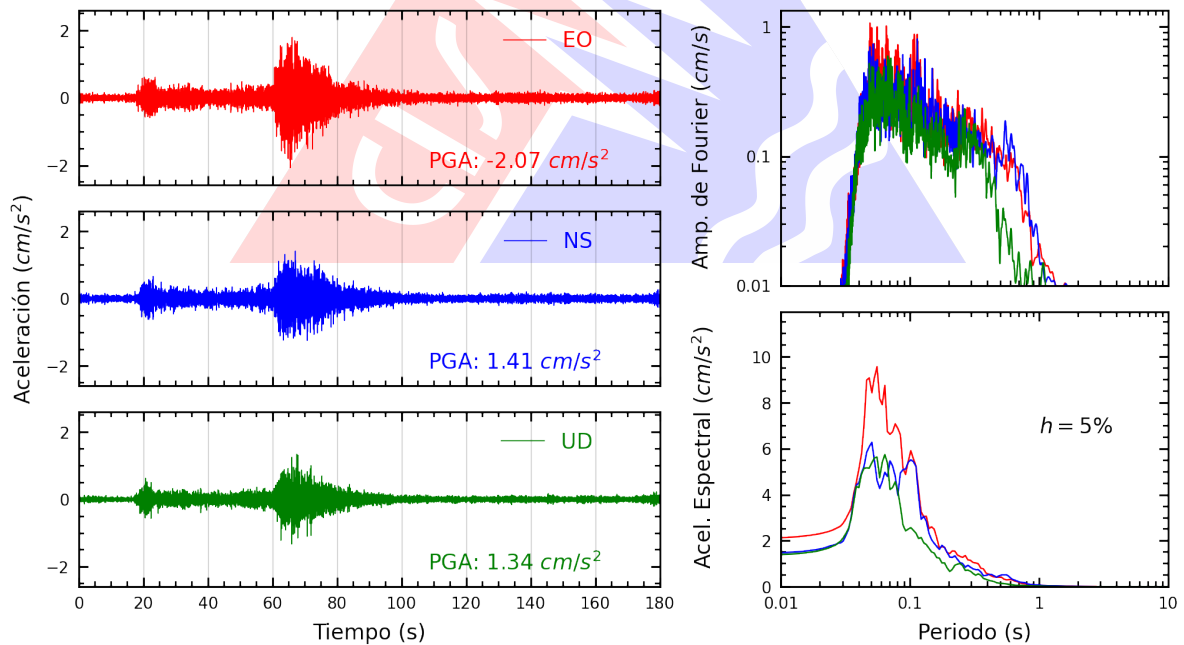 Aceleración (cm/s²)
2
0
−2
EO
PGA: -2.07 cm/s²
2
0
−2
NS
PGA: 1.41 cm/s²
2
0
−2
UD
PGA: 1.34 cm/s²
0 20 40 60 80 100 120 140 160 180
Tiempo (s)
Amp. de Fourier (cm/s)
1
0.1
0.01
Acel. Espectral (cm/s²)
10
8
6
4
2
0
h = 5%
0.01 0.1 1 10
Periodo (s)